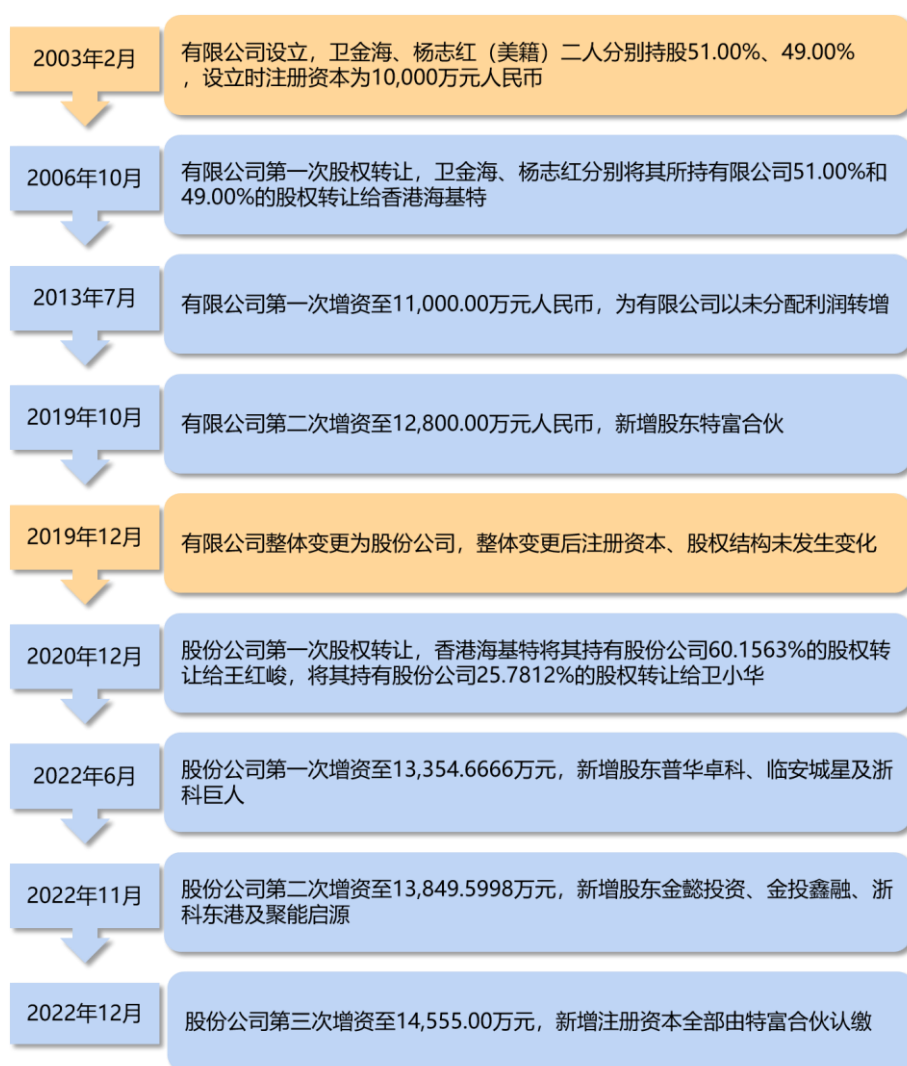 2003年2月
有限公司设立，卫金海、杨志红（美籍）二人分别持股51.00%、49.00%
，设立时注册资本为10,000万元人民币
2006年10月
有限公司第一次股权转让，卫金海、杨志红分别将其所持有限公司51.00%和
49.00%的股权转让给香港海基特
2013年7月
有限公司第一次增资至11,000.00万元人民币，为有限公司以未分配利润转增
2019年10月
有限公司第二次增资至12,800.00万元人民币，新增股东特富合伙
2019年12月
有限公司整体变更为股份公司，整体变更后注册资本、股权结构未发生变化
2020年12月
股份公司第一次股权转让，香港海基特将其持有股份公司60.1563%的股权转
让给王红峻，将其持有股份公司25.7812%的股权转让给卫小华
2022年6月
股份公司第一次增资至13,354.6666万元，新增股东普华卓科、临安城星及浙
科巨人
2022年11月
股份公司第二次增资至13,849.5998万元，新增股东金懿投资、金投鑫融、浙
科东港及聚能启源
2022年12月
股份公司第三次增资至14,555.00万元，新增注册资本全部由特富合伙认缴